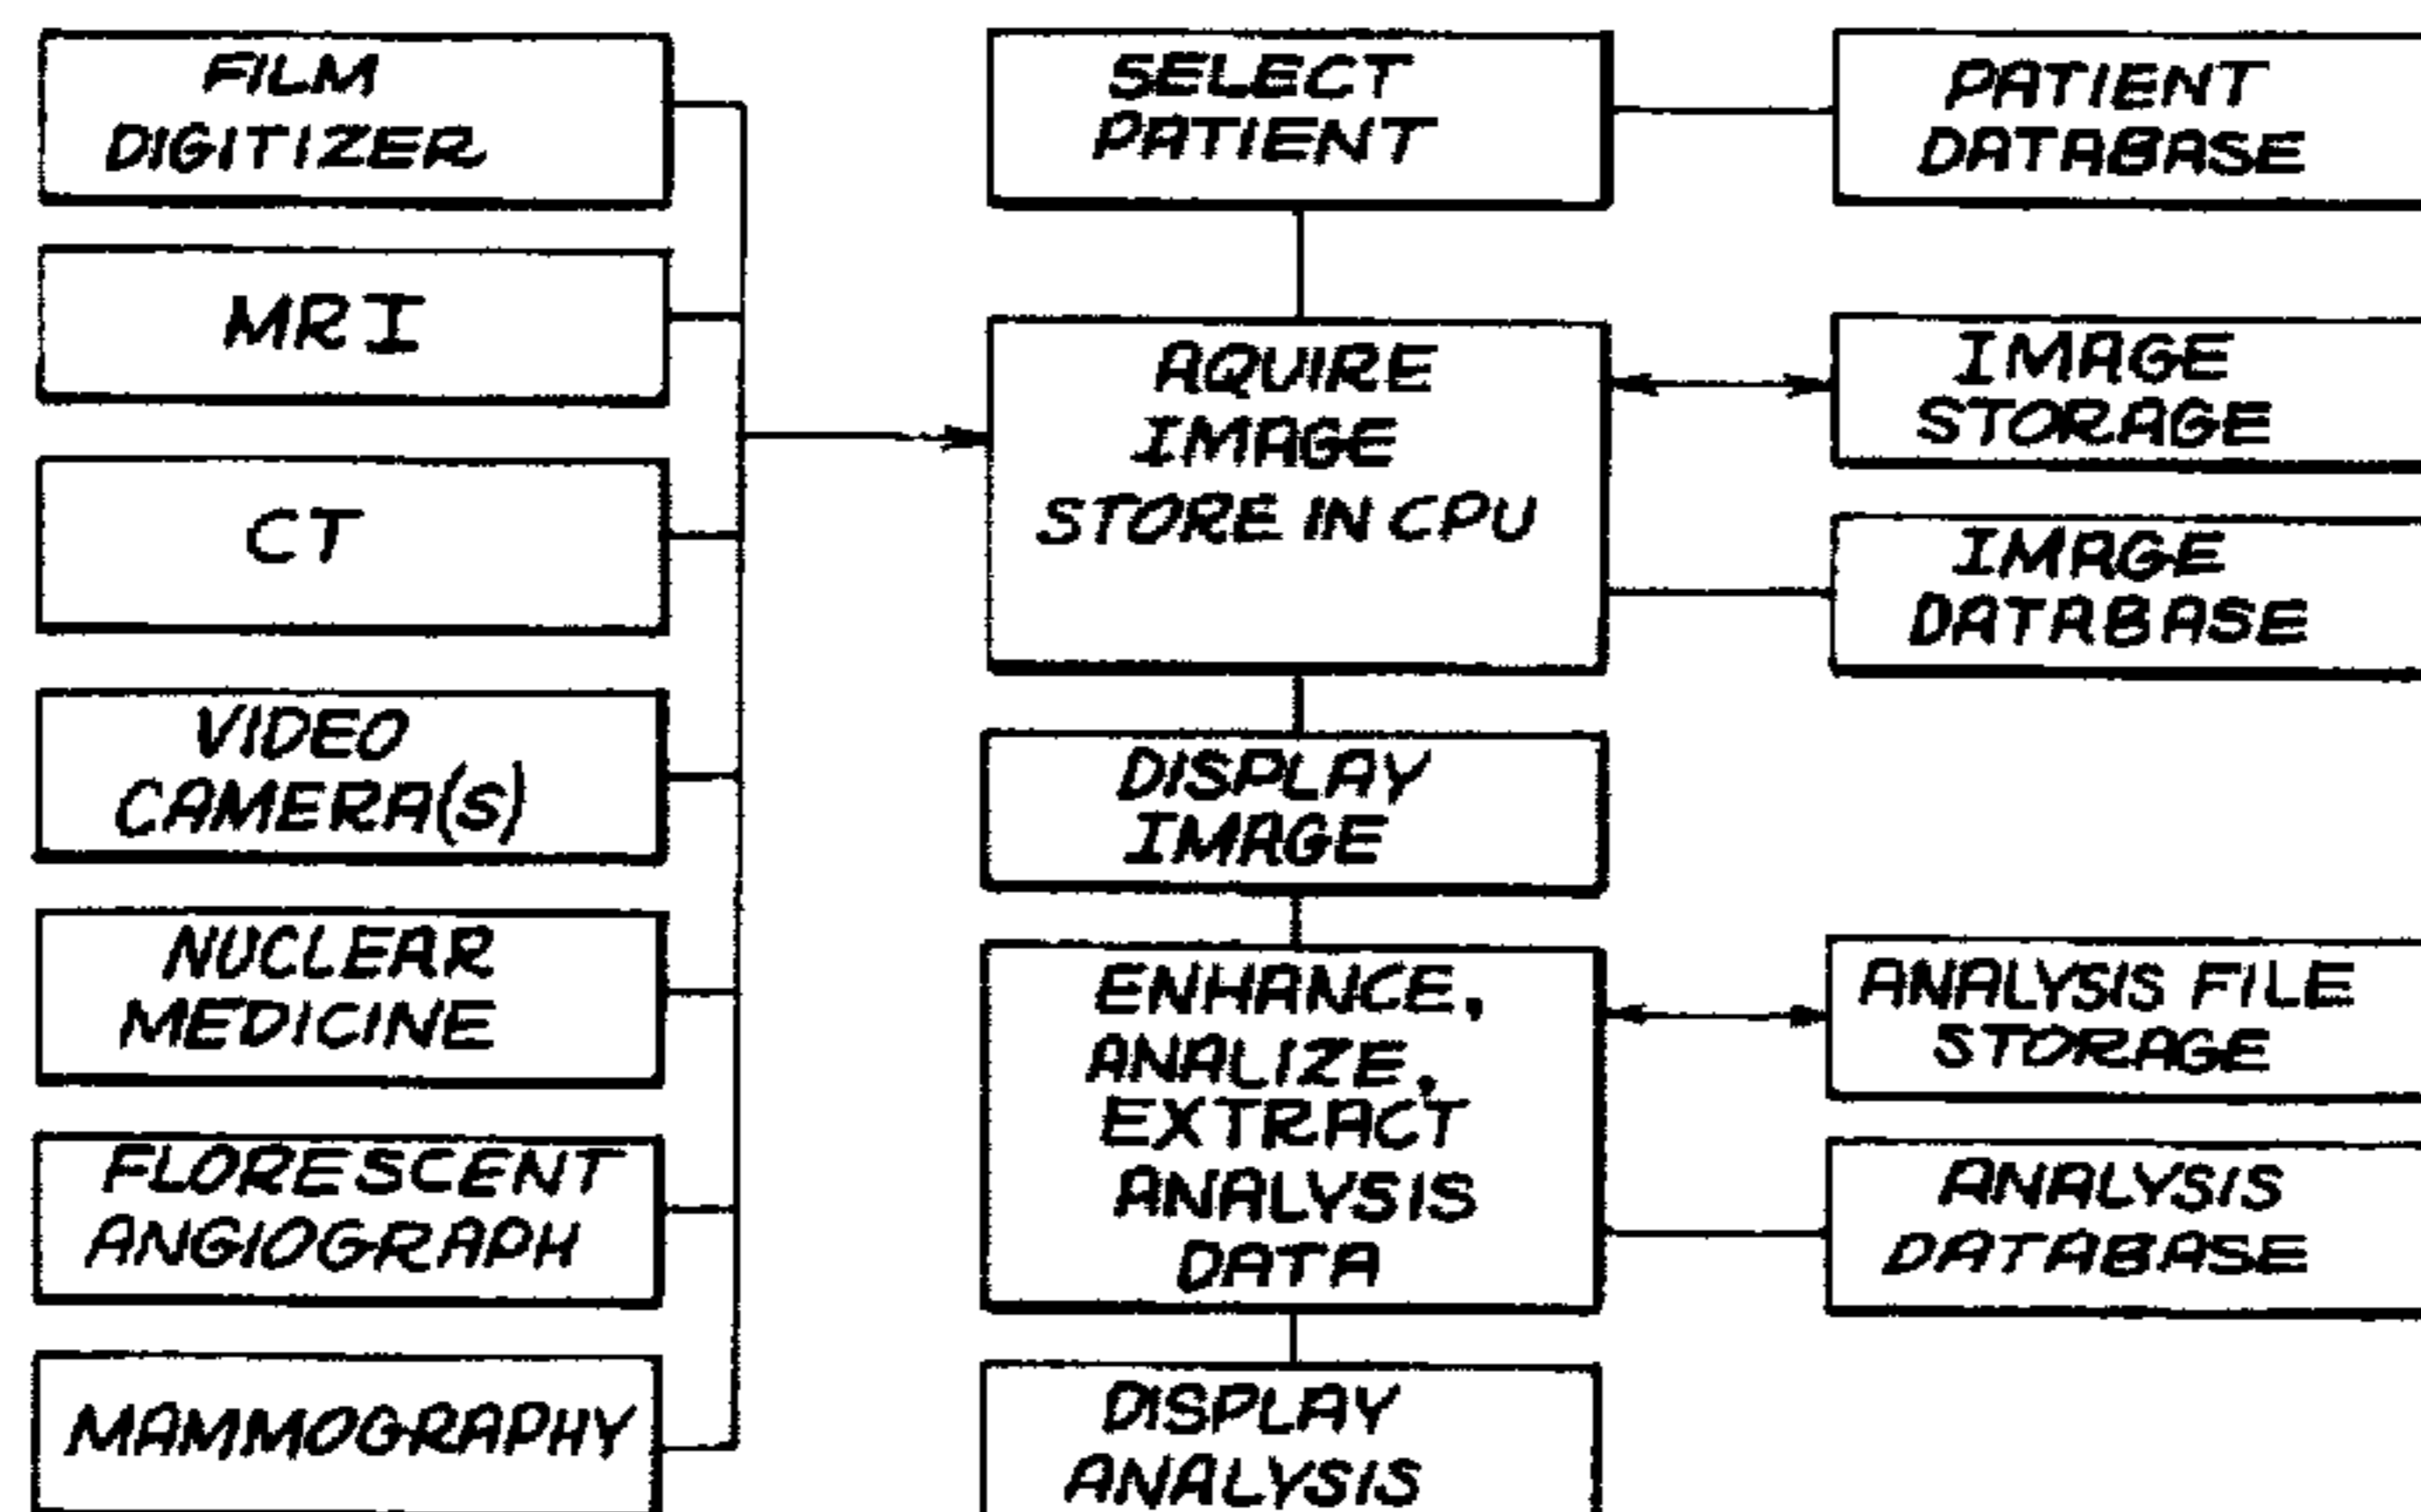 FILM
DIGITIZER
MRI
CT
VIDEO
CAMERA(S)
NUCLEAR
MEDICINE
FLORESCENT
ANGIOGRAPH
MAMMOGRAPHY
SELECT
PATIENT
AQUIRE
IMAGE
STORE IN CPU
DISPLAY
IMAGE
ENHANCE,
ANALIZE,
EXTRACT
ANALYSIS
DATA
DISPLAY
ANALYSIS
PATIENT
DATABASE
IMAGE
STORAGE
IMAGE
DATABASE
ANALYSIS FILE
STORAGE
ANALYSIS
DATABASE